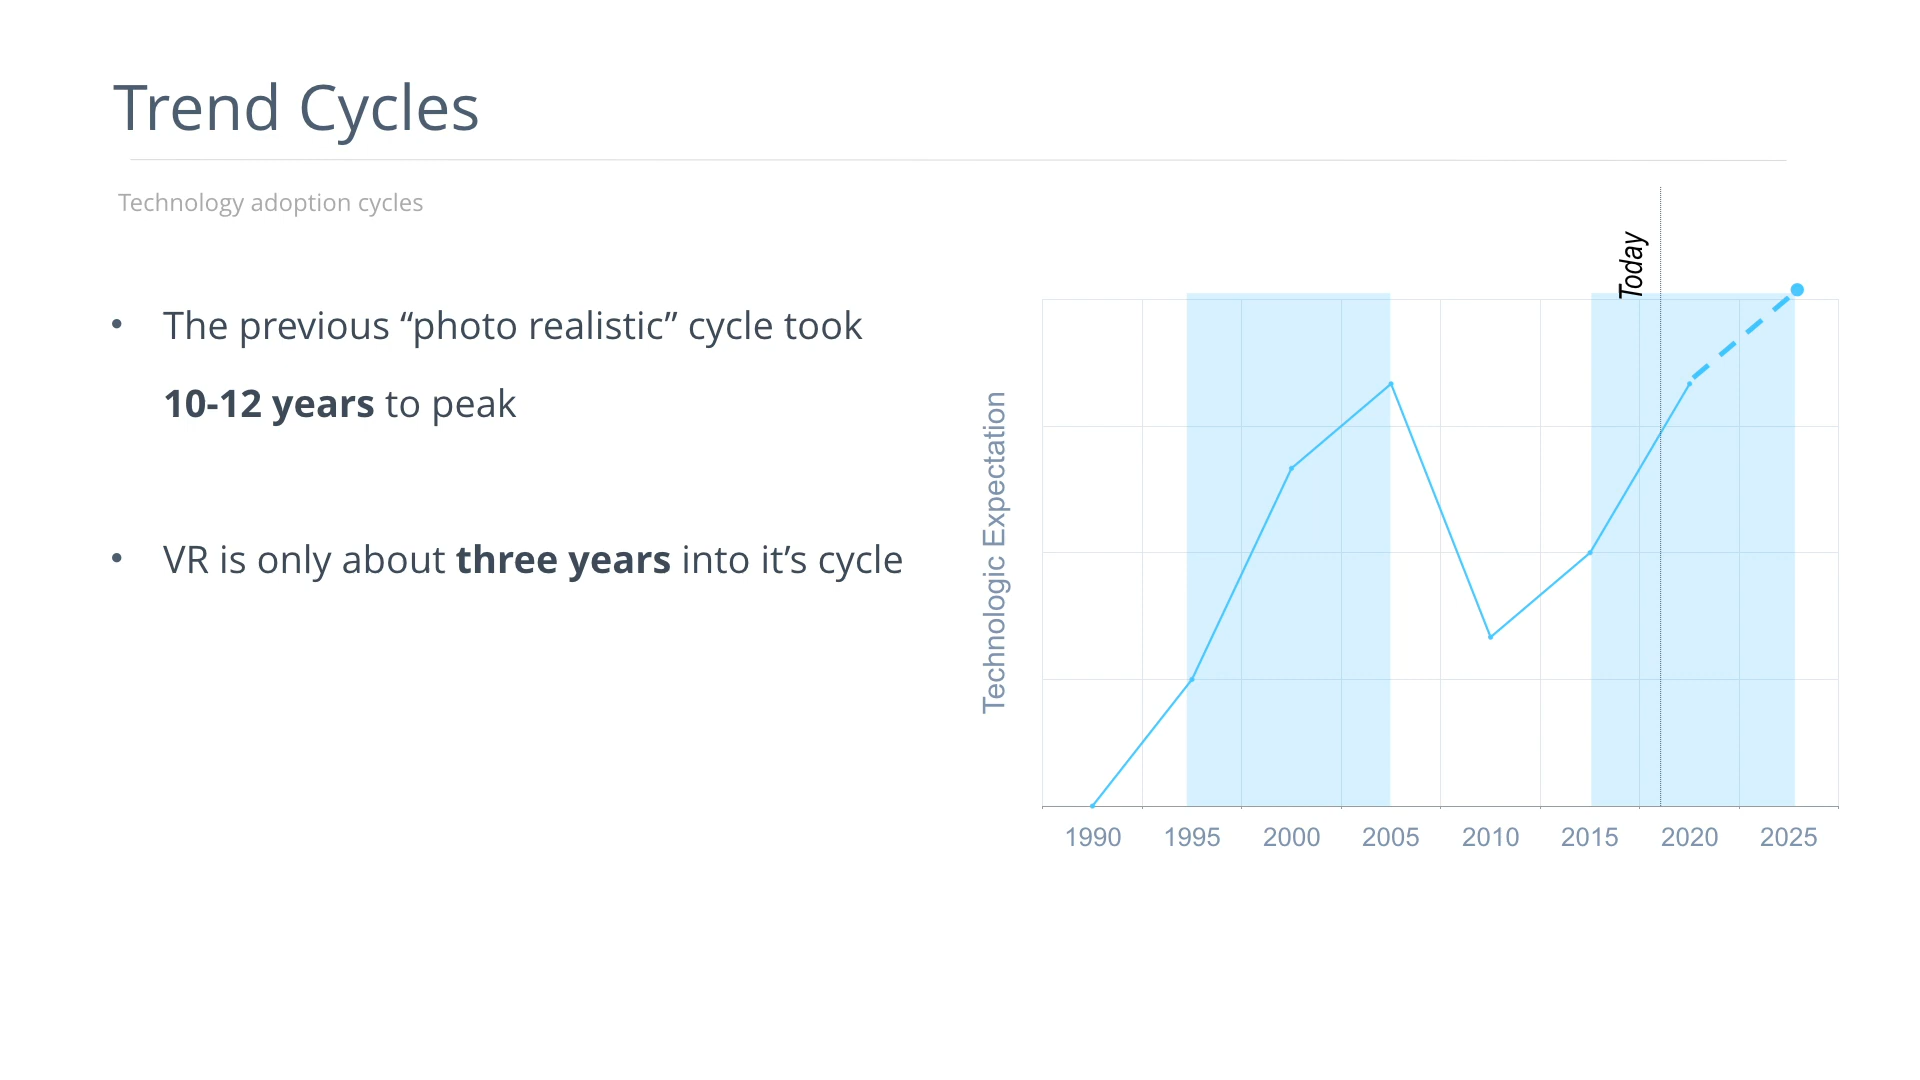 Trend Cycles
Technology adoption cycles
• The previous “photo realistic” cycle took
10-12 years to peak
• VR is only about three years into it’s cycle
Today
Technologic Expectation
1990 1995 2000 2005 2010 2015 2020 2025